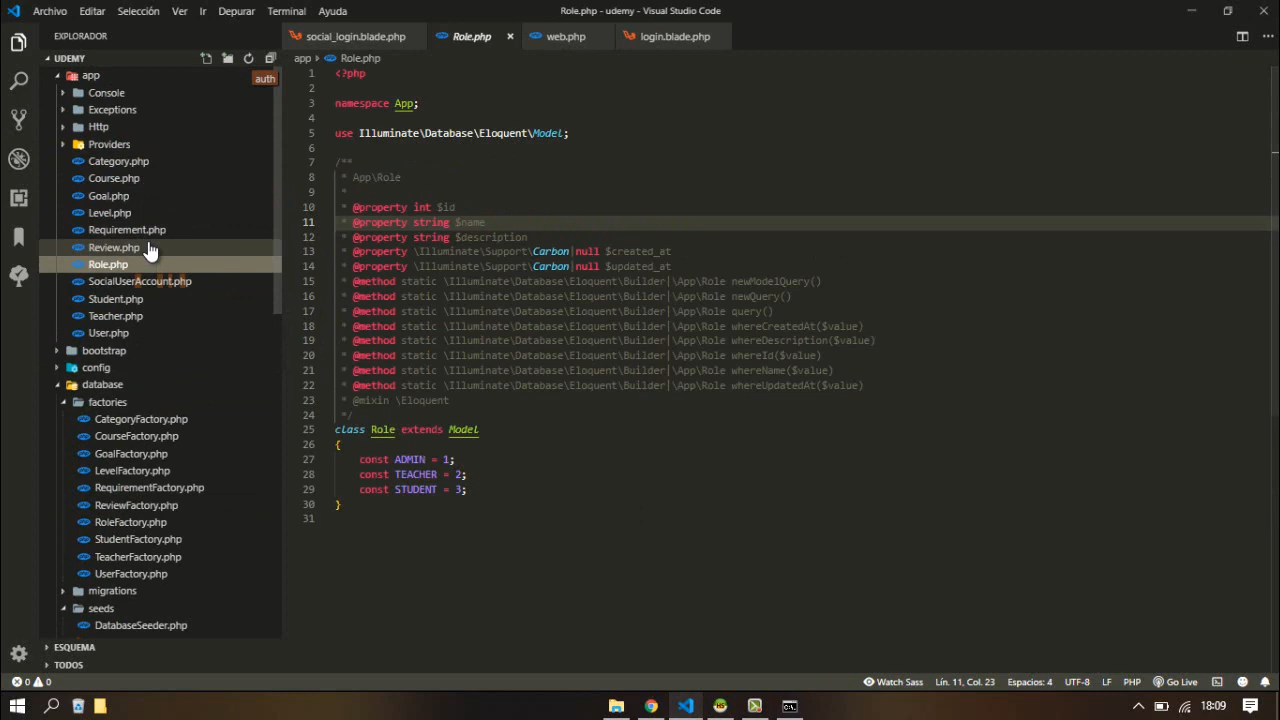 Archivo Editar Selección Ver Ir Depurar Terminal Ayuda
Role.php - udemy - Visual Studio Code
EXPLORADOR
social_login.blade.php Role.php web.php login.blade.php
UDEMY
app > Role.php
auth
app
Console
Exceptions
Http
Providers
Category.php
Course.php
Goal.php
Level.php
Requirement.php
Review.php
Role.php
SocialUserAccount.php
Student.php
Teacher.php
User.php
bootstrap
config
database
factories
CategoryFactory.php
CourseFactory.php
GoalFactory.php
LevelFactory.php
RequirementFactory.php
ReviewFactory.php
RoleFactory.php
StudentFactory.php
TeacherFactory.php
UserFactory.php
migrations
seeds
DatabaseSeeder.php
ESQUEMA
TODOS
1 <?php
2
3 namespace App;
4
5 use Illuminate\Database\Eloquent\Model;
6
7 /**
8 * App\Role
9 *
10 * @property int $id
11 * @property string $name
12 * @property string $description
13 * @property \Illuminate\Support\Carbon|null $created_at
14 * @property \Illuminate\Support\Carbon|null $updated_at
15 * @method static \Illuminate\Database\Eloquent\Builder|\App\Role newModelQuery()
16 * @method static \Illuminate\Database\Eloquent\Builder|\App\Role newQuery()
17 * @method static \Illuminate\Database\Eloquent\Builder|\App\Role query()
18 * @method static \Illuminate\Database\Eloquent\Builder|\App\Role whereCreatedAt($value)
19 * @method static \Illuminate\Database\Eloquent\Builder|\App\Role whereDescription($value)
20 * @method static \Illuminate\Database\Eloquent\Builder|\App\Role whereId($value)
21 * @method static \Illuminate\Database\Eloquent\Builder|\App\Role whereName($value)
22 * @method static \Illuminate\Database\Eloquent\Builder|\App\Role whereUpdatedAt($value)
23 * @mixin \Eloquent
24 */
25 class Role extends Model
26 {
27 const ADMIN = 1;
28 const TEACHER = 2;
29 const STUDENT = 3;
30 }
31
0 0 Watch Sass Lín. 11, Col. 23 Espacios: 4 UTF-8 LF PHP Go Live
18:09